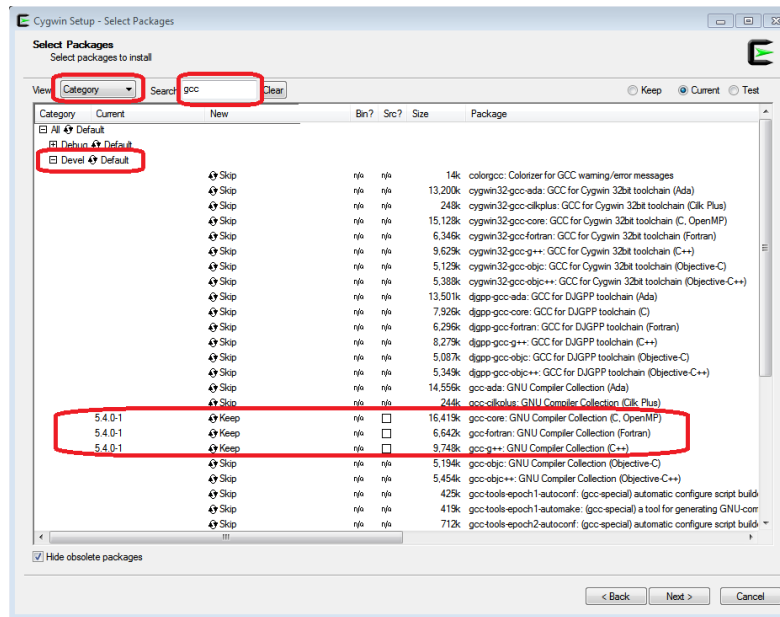 Cygwin Setup - Select Packages
Select Packages
Select packages to install
View Category Search gcc Clear Keep Current Test
Category Current New Bin? Src? Size Package
All Default
Debug Default
Devel Default
Skip n/a n/a 14k colorgcc: Colorizer for GCC warning/error messages
Skip n/a n/a 13,200k cygwin32-gcc-ada: GCC for Cygwin 32bit toolchain (Ada)
Skip n/a n/a 248k cygwin32-gcc-cilkplus: GCC for Cygwin 32bit toolchain (Cilk Plus)
Skip n/a n/a 15,128k cygwin32-gcc-core: GCC for Cygwin 32bit toolchain (C, OpenMP)
Skip n/a n/a 6,346k cygwin32-gcc-fortran: GCC for Cygwin 32bit toolchain (Fortran)
Skip n/a n/a 9,629k cygwin32-gcc-g++: GCC for Cygwin 32bit toolchain (C++)
Skip n/a n/a 5,129k cygwin32-gcc-objc: GCC for Cygwin 32bit toolchain (Objective-C)
Skip n/a n/a 5,388k cygwin32-gcc-objc++: GCC for Cygwin 32bit toolchain (Objective-C++)
Skip n/a n/a 13,501k djgpp-gcc-ada: GCC for DJGPP toolchain (Ada)
Skip n/a n/a 7,926k djgpp-gcc-core: GCC for DJGPP toolchain (C)
Skip n/a n/a 6,296k djgpp-gcc-fortran: GCC for DJGPP toolchain (Fortran)
Skip n/a n/a 8,279k djgpp-gcc-g++: GCC for DJGPP toolchain (C++)
Skip n/a n/a 5,087k djgpp-gcc-objc: GCC for DJGPP toolchain (Objective-C)
Skip n/a n/a 5,349k djgpp-gcc-objc++: GCC for DJGPP toolchain (Objective-C++)
Skip n/a n/a 14,556k gcc-ada: GNU Compiler Collection (Ada)
Skip n/a n/a 244k gcc-cilkplus: GNU Compiler Collection (Cilk Plus)
5.4.0-1 Keep n/a 16,419k gcc-core: GNU Compiler Collection (C, OpenMP)
5.4.0-1 Keep n/a 6,642k gcc-fortran: GNU Compiler Collection (Fortran)
5.4.0-1 Keep n/a 9,748k gcc-g++: GNU Compiler Collection (C++)
Skip n/a n/a 5,194k gcc-objc: GNU Compiler Collection (Objective-C)
Skip n/a n/a 5,454k gcc-objc++: GNU Compiler Collection (Objective-C++)
Skip n/a n/a 425k gcc-tools-epoch1-autoconf: (gcc-special) automatic configure script build
Skip n/a n/a 419k gcc-tools-epoch1-automake: (gcc-special) a tool for generating GNU-com
Skip n/a n/a 712k gcc-tools-epoch2-autoconf: (gcc-special) automatic configure script build
Hide obsolete packages
< Back Next > Cancel